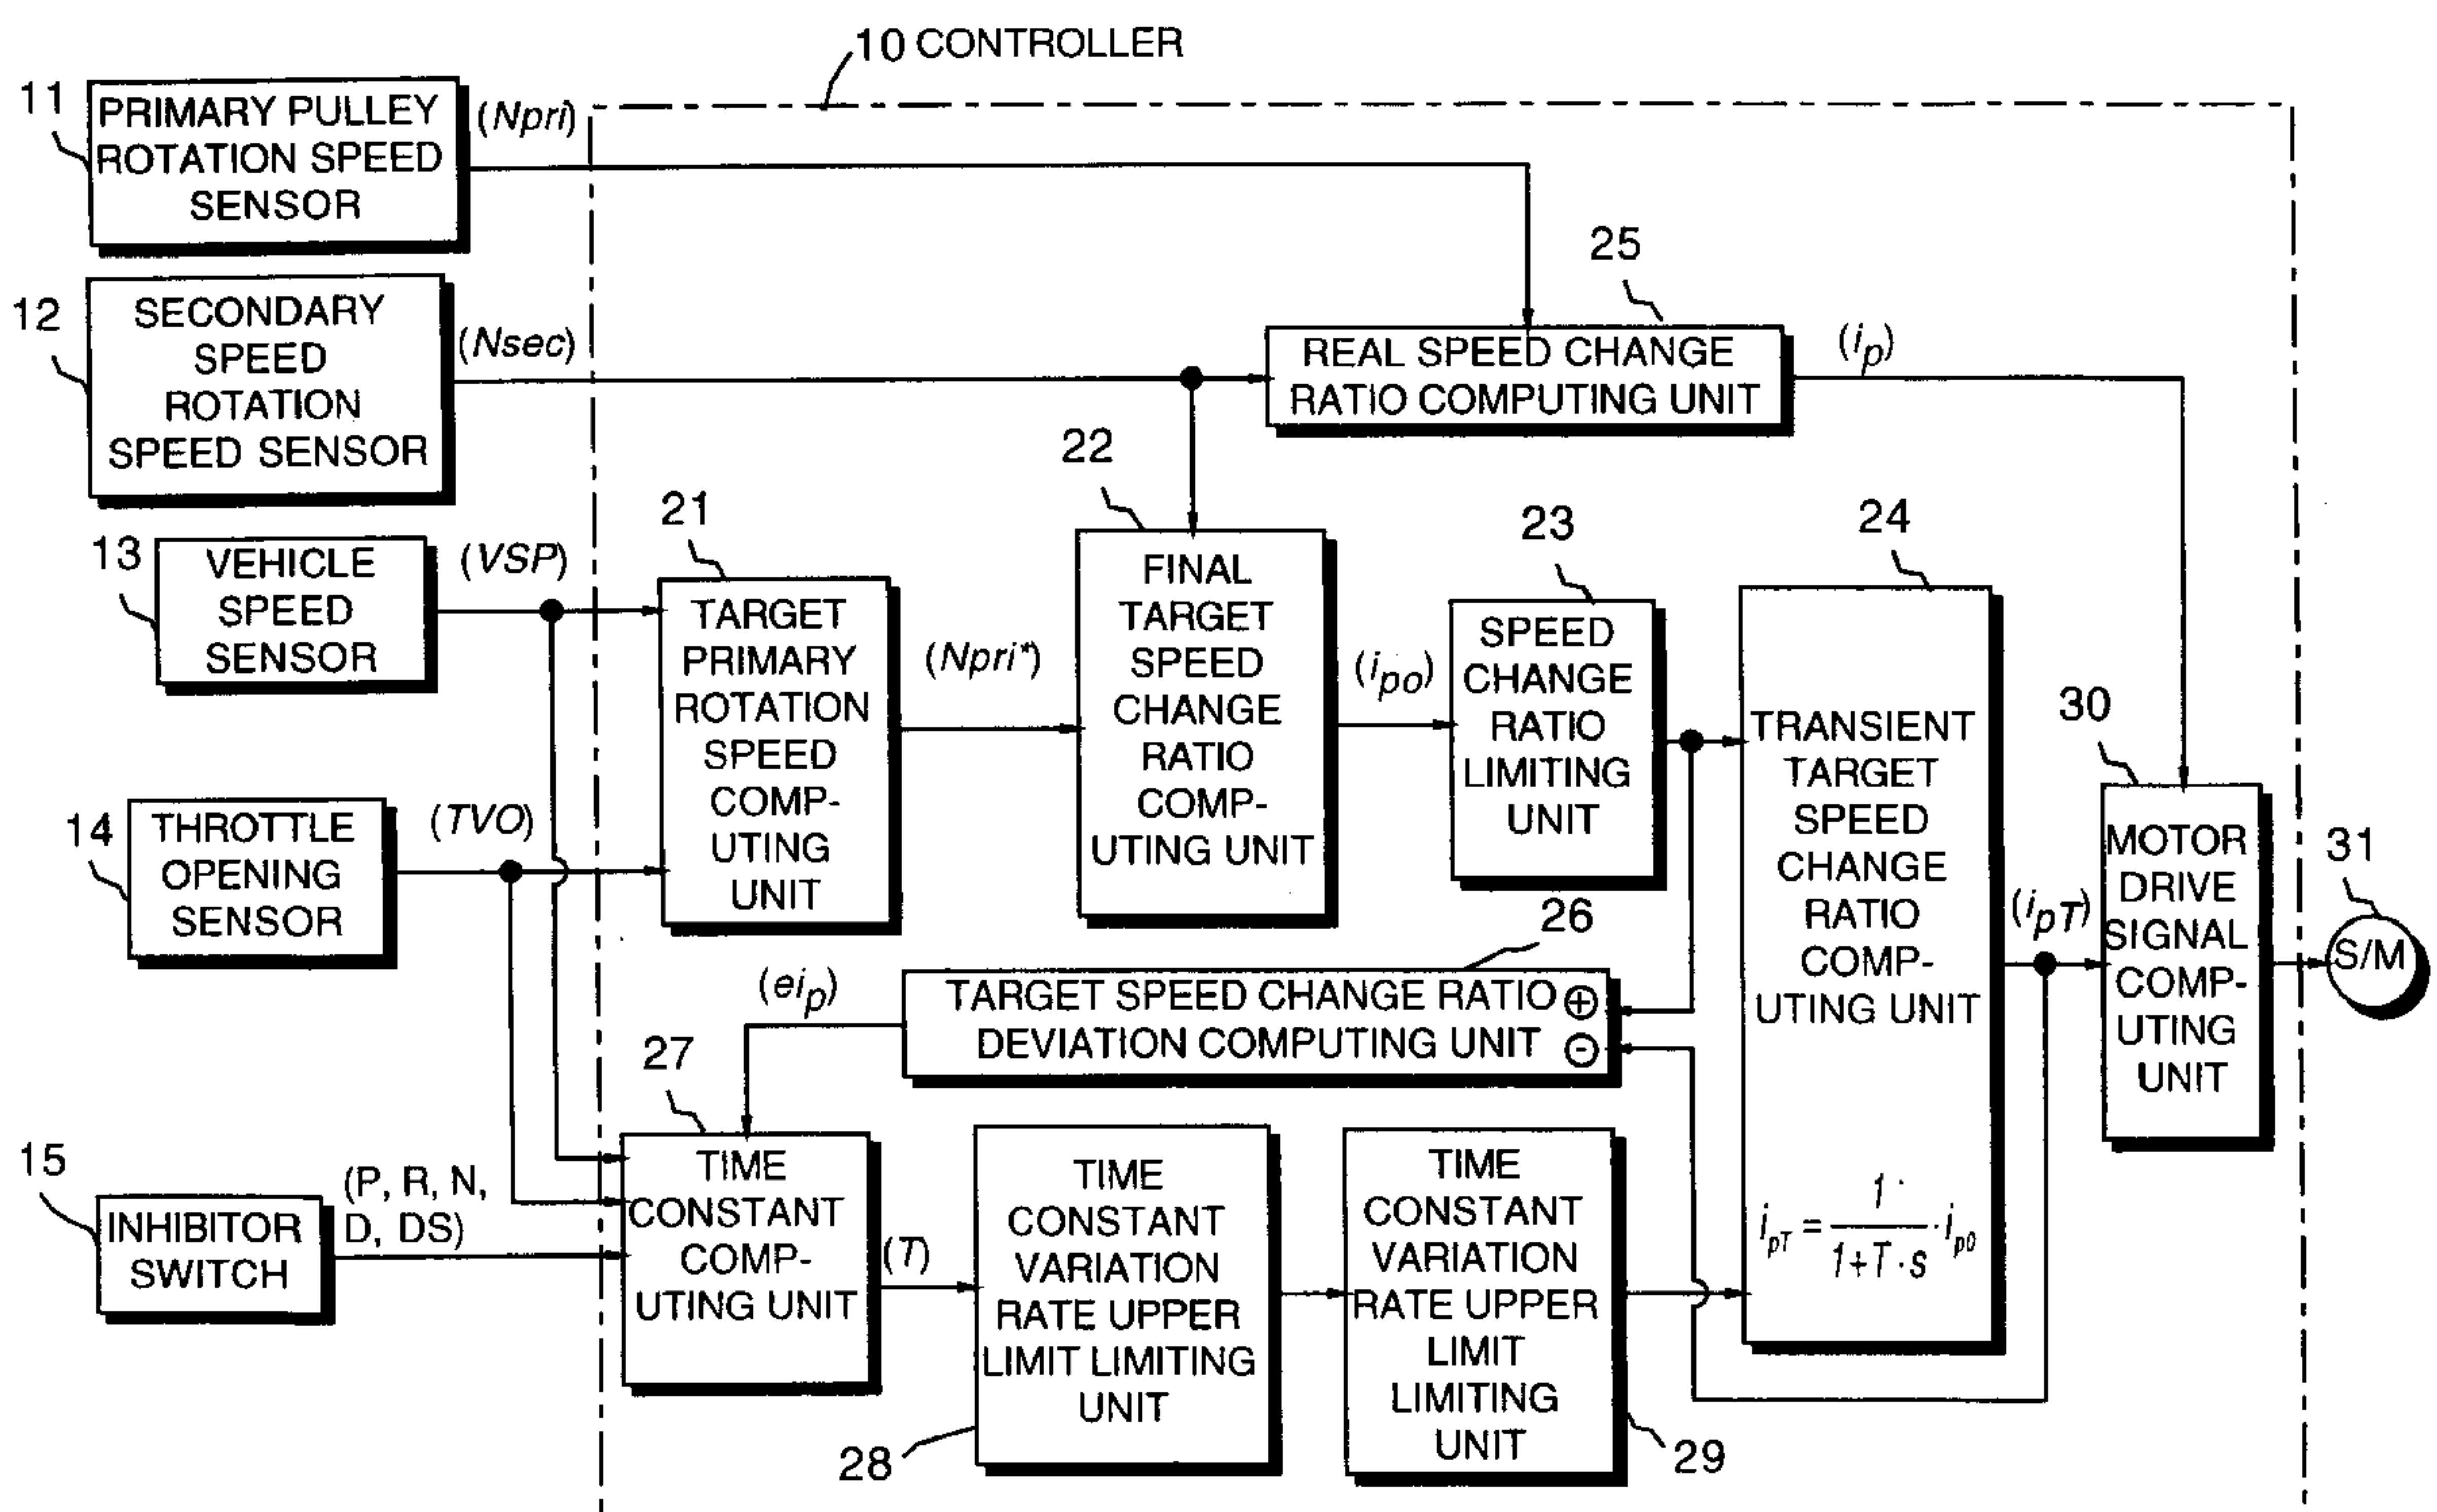 10 CONTROLLER
11
PRIMARY PULLEY
ROTATION SPEED
SENSOR
(Npri)
12
SECONDARY
SPEED
ROTATION
SPEED SENSOR
(Nsec)
25
REAL SPEED CHANGE
RATIO COMPUTING UNIT
(ip)
13
VEHICLE
SPEED
SENSOR
(VSP)
21
TARGET
PRIMARY
ROTATION
SPEED
COMP-
UTING
UNIT
(Npri*)
22
FINAL
TARGET
SPEED
CHANGE
RATIO
COMP-
UTING UNIT
(ipo)
23
SPEED
CHANGE
RATIO
LIMITING
UNIT
24
TRANSIENT
TARGET
SPEED
CHANGE
RATIO
COMP-
UTING UNIT
ipT = 1 / 1+T·s · ip0
(ipT)
30
MOTOR
DRIVE
SIGNAL
COMP-
UTING
UNIT
31
S/M
14
THROTTLE
OPENING
SENSOR
(TVO)
26
TARGET SPEED CHANGE RATIO ⊕
DEVIATION COMPUTING UNIT ⊖
(eip)
15
INHIBITOR
SWITCH
(P, R, N,
D, DS)
27
TIME
CONSTANT
COMP-
UTING UNIT
(T)
28
TIME
CONSTANT
VARIATION
RATE UPPER
LIMIT LIMITING
UNIT
29
TIME
CONSTANT
VARIATION
RATE UPPER
LIMIT
LIMITING
UNIT